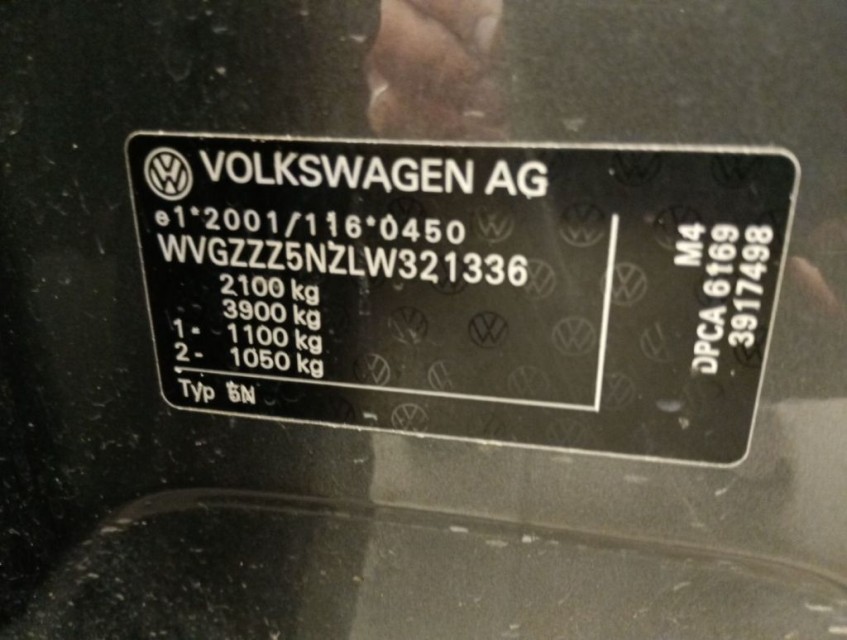 VOLKSWAGEN AG
e1*2001/116*0450
WVGZZZ5NZLW321336
2100 kg
3900 kg
1- 1100 kg
2- 1050 kg
Typ 5N
M4
DPCA 6169
3917498